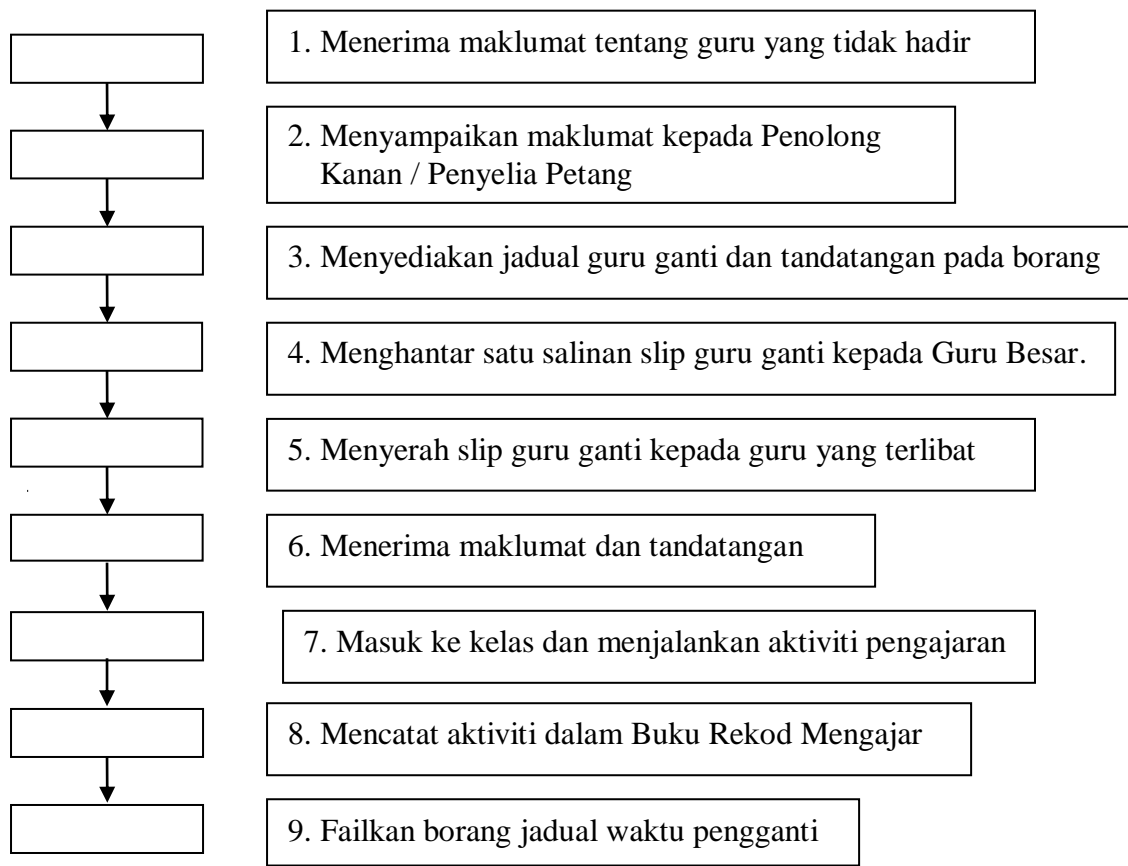 1. Menerima maklumat tentang guru yang tidak hadir
2. Menyampaikan maklumat kepada Penolong
Kanan / Penyelia Petang
3. Menyediakan jadual guru ganti dan tandatangan pada borang
4. Menghantar satu salinan slip guru ganti kepada Guru Besar.
5. Menyerah slip guru ganti kepada guru yang terlibat
6. Menerima maklumat dan tandatangan
7. Masuk ke kelas dan menjalankan aktiviti pengajaran
8. Mencatat aktiviti dalam Buku Rekod Mengajar
9. Failkan borang jadual waktu pengganti